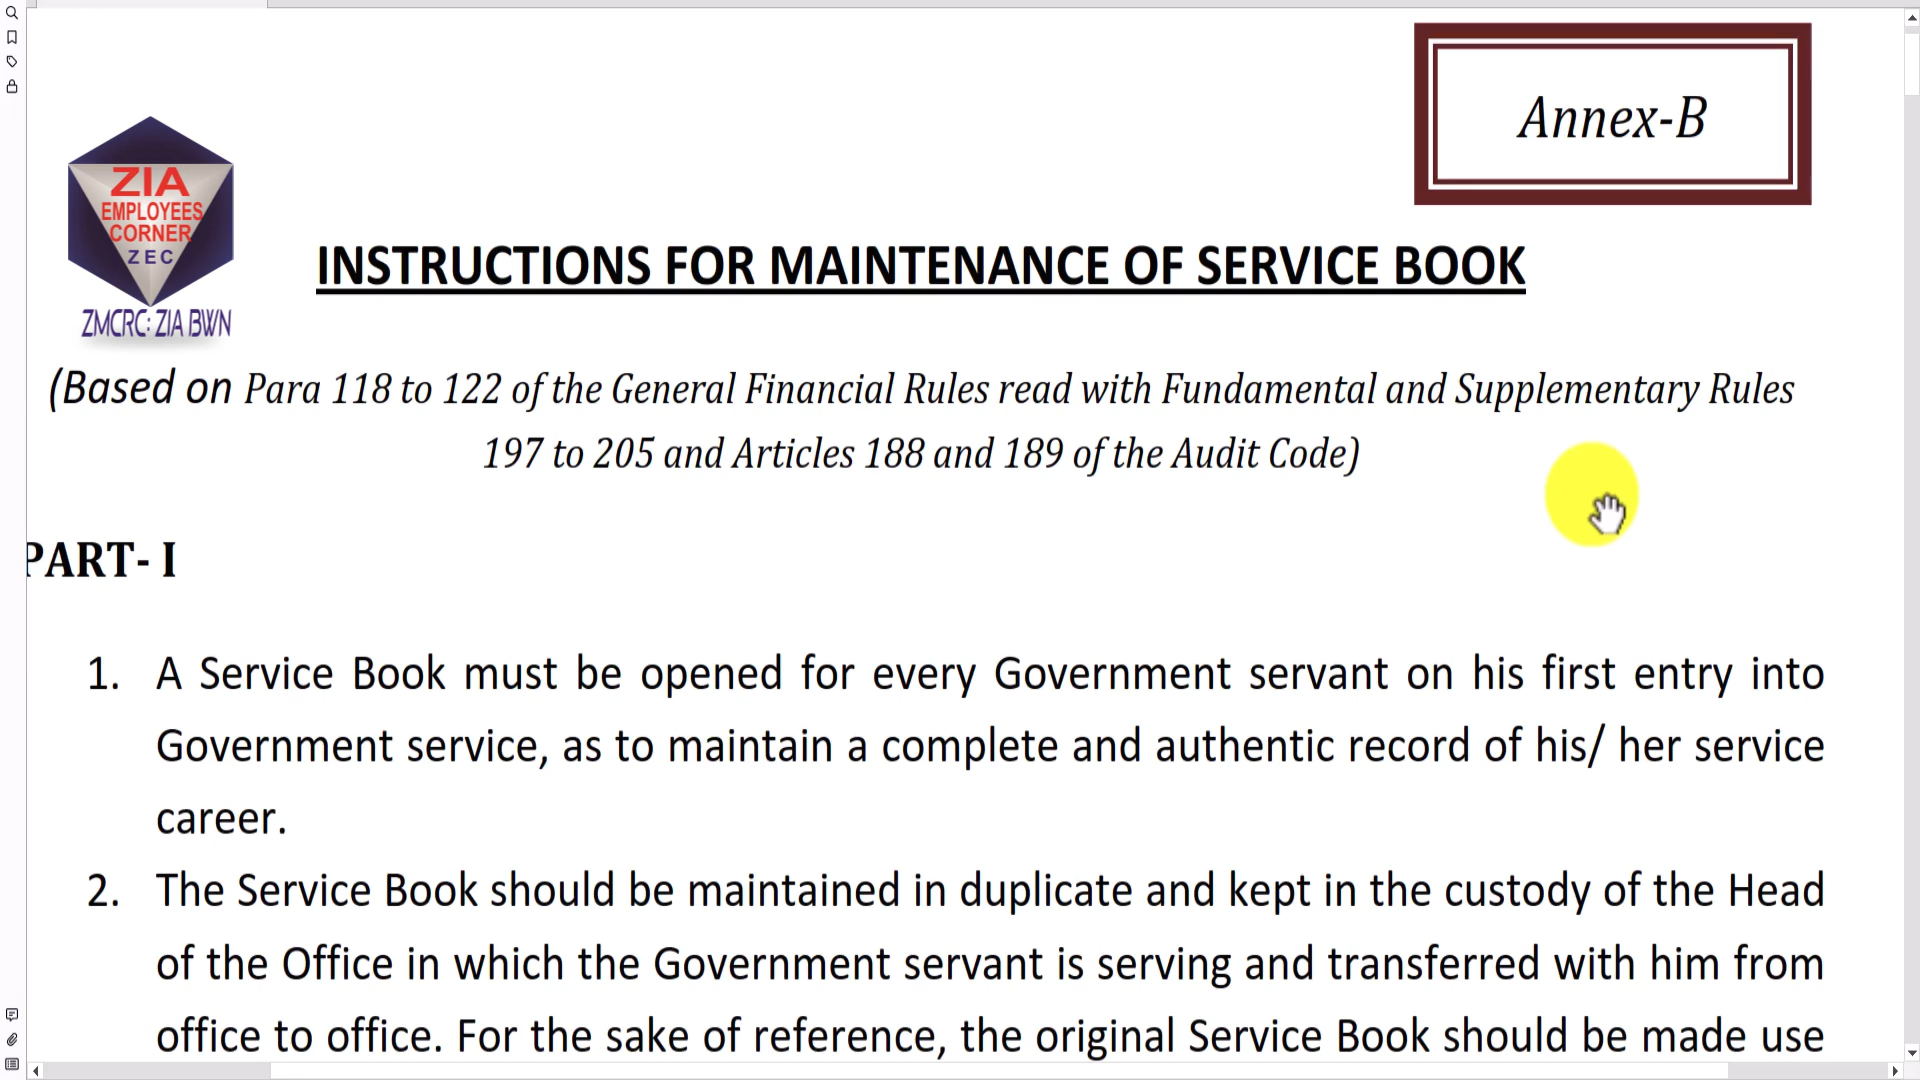 Annex-B
ZIA
EMPLOYEES
CORNER
ZEC
ZMCRC: ZIA BWN
INSTRUCTIONS FOR MAINTENANCE OF SERVICE BOOK
(Based on Para 118 to 122 of the General Financial Rules read with Fundamental and Supplementary Rules
197 to 205 and Articles 188 and 189 of the Audit Code)
PART- I
1. A Service Book must be opened for every Government servant on his first entry into
Government service, as to maintain a complete and authentic record of his/ her service
career.
2. The Service Book should be maintained in duplicate and kept in the custody of the Head
of the Office in which the Government servant is serving and transferred with him from
office to office. For the sake of reference, the original Service Book should be made use